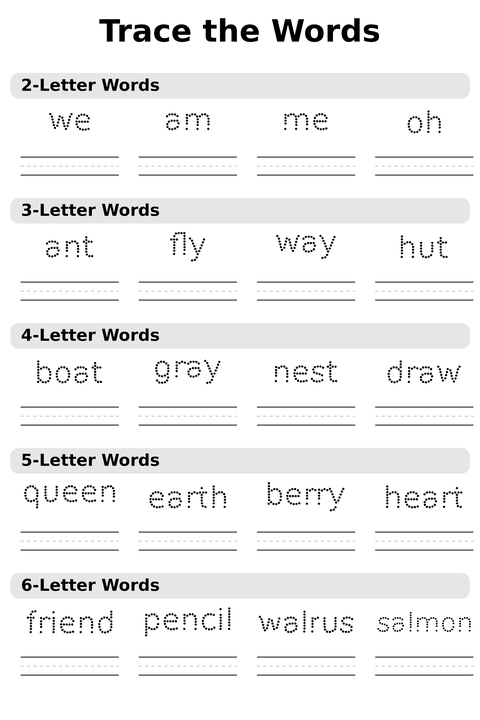 Trace the Words
2-Letter Words
we am me oh
3-Letter Words
ant fly way hut
4-Letter Words
boat gray nest draw
5-Letter Words
queen earth berry heart
6-Letter Words
friend pencil walrus salmon